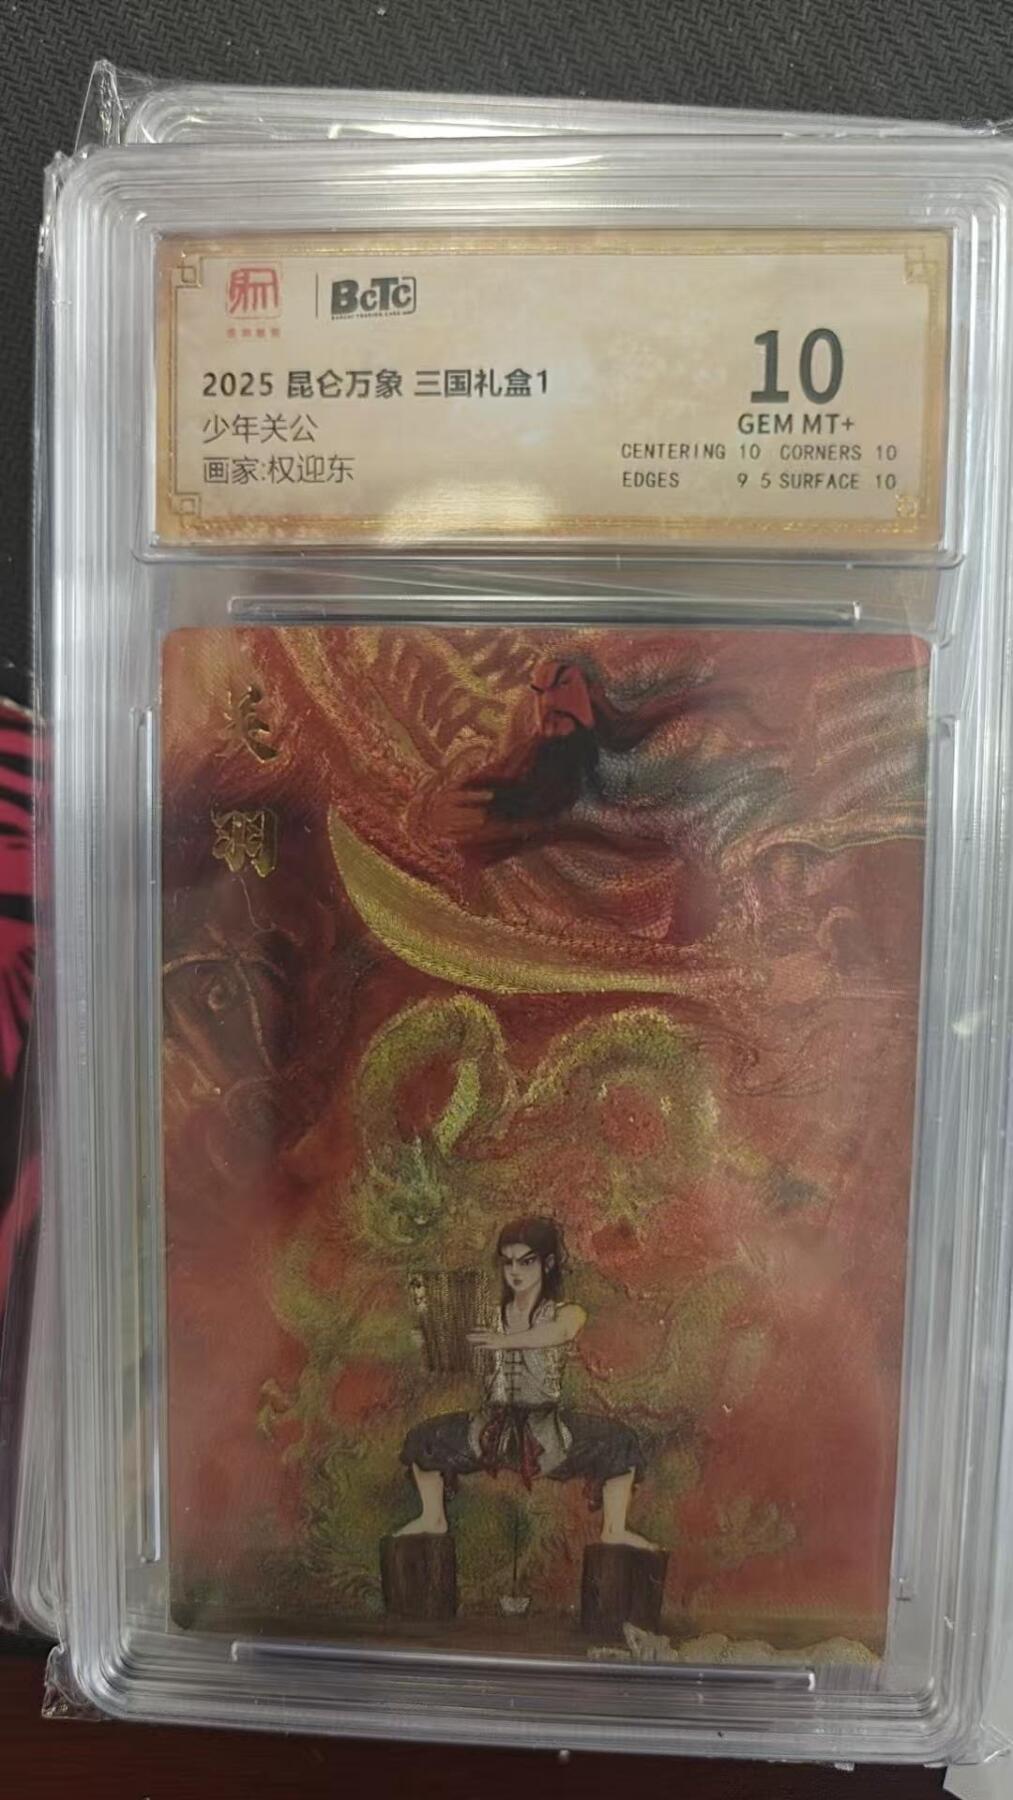 BcTc
2025 昆仑万象 三国礼盒1
少年关公
画家:权迎东
10
GEM MT+
CENTERING 10 CORNERS 10
EDGES 9 5 SURFACE 10
关
羽